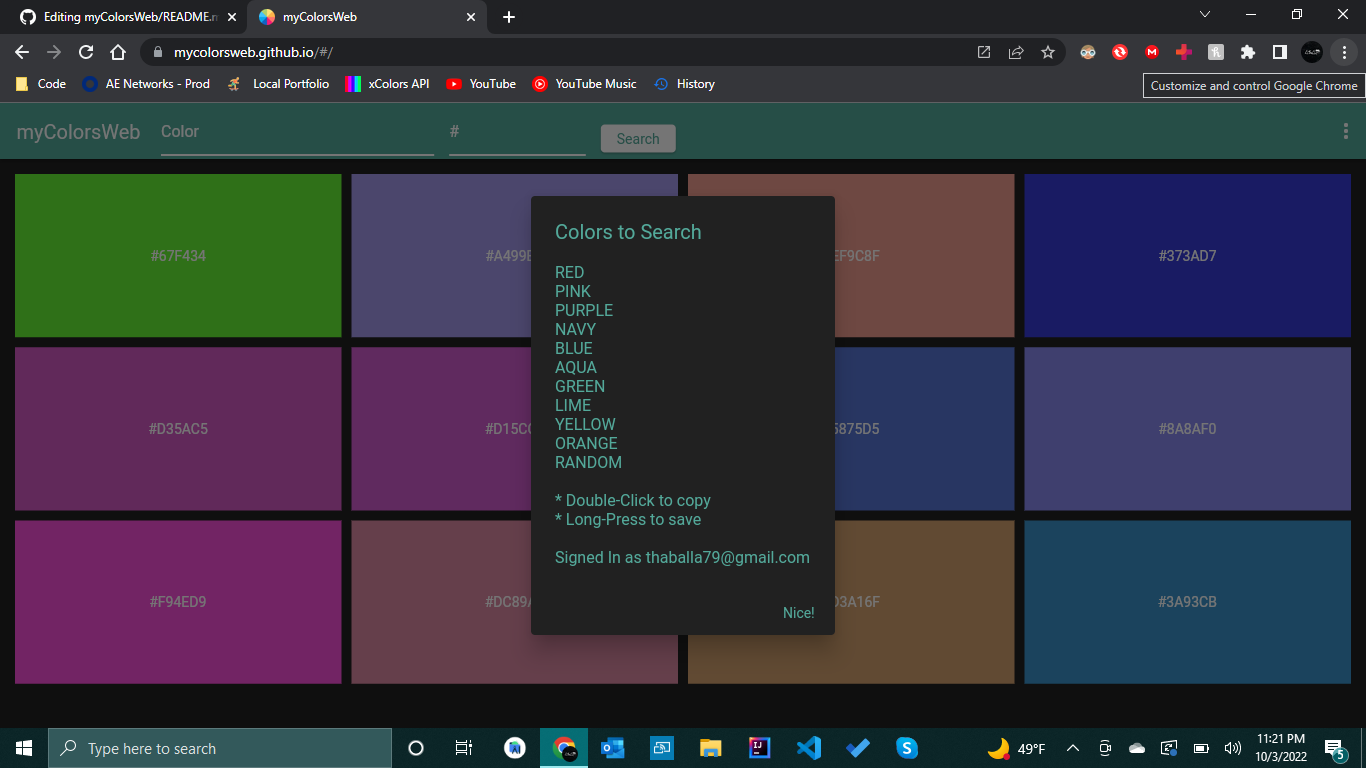 Editing myColorsWeb/README.m
myColorsWeb
mycolorsweb.github.io/#/
Code
AE Networks - Prod
Local Portfolio
xColors API
YouTube
YouTube Music
History
Customize and control Google Chrome
myColorsWeb
Color
#
Search
#67F434
#A499
EF9C8F
#373AD7
Colors to Search
RED
PINK
PURPLE
NAVY
BLUE
AQUA
GREEN
LIME
YELLOW
ORANGE
RANDOM
* Double-Click to copy
* Long-Press to save
Signed In as thaballa79@gmail.com
Nice!
#D35AC5
#D15C
5875D5
#8A8AF0
#F94ED9
#DC89
D3A16F
#3A93CB
Type here to search
49°F
11:21 PM
10/3/2022
5